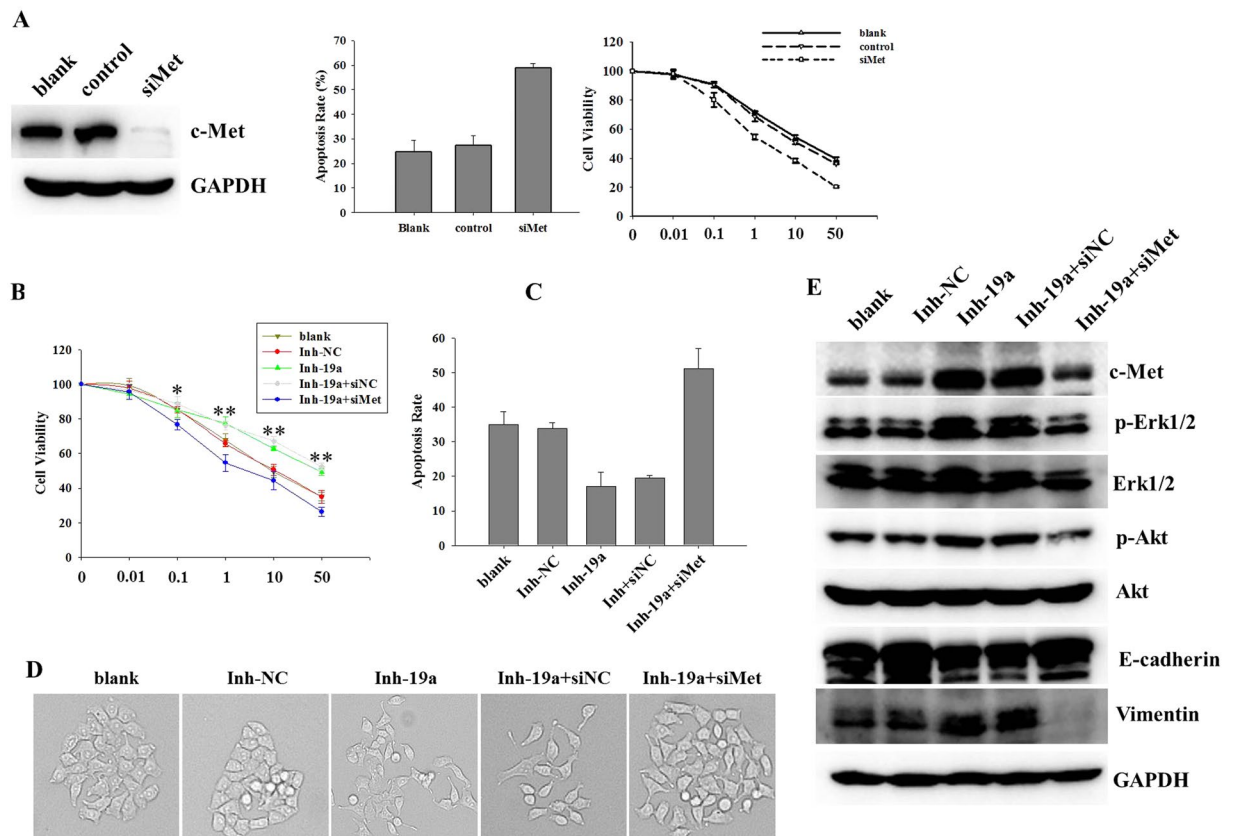 A
blank
control
siMet
c-Met
GAPDH
Apoptosis Rate (%)
70
60
50
40
30
20
10
0
Blank control siMet
Cell Viability
120
100
80
60
40
20
0
0 0.01 0.1 1 10 50
blank
control
siMet
B
Cell Viability
120
100
80
60
40
20
0
0 0.01 0.1 1 10 50
* ** ** **
blank
Inh-NC
Inh-19a
Inh-19a+siNC
Inh-19a+siMet
C
Apoptosis Rate
60
50
40
30
20
10
0
blank
Inh-NC
Inh-19a
Inh+siNC
Inh-19a+siMet
D
blank Inh-NC Inh-19a Inh-19a+siNC Inh-19a+siMet
E
blank
Inh-NC
Inh-19a
Inh-19a+siNC
Inh-19a+siMet
c-Met
p-Erk1/2
Erk1/2
p-Akt
Akt
E-cadherin
Vimentin
GAPDH